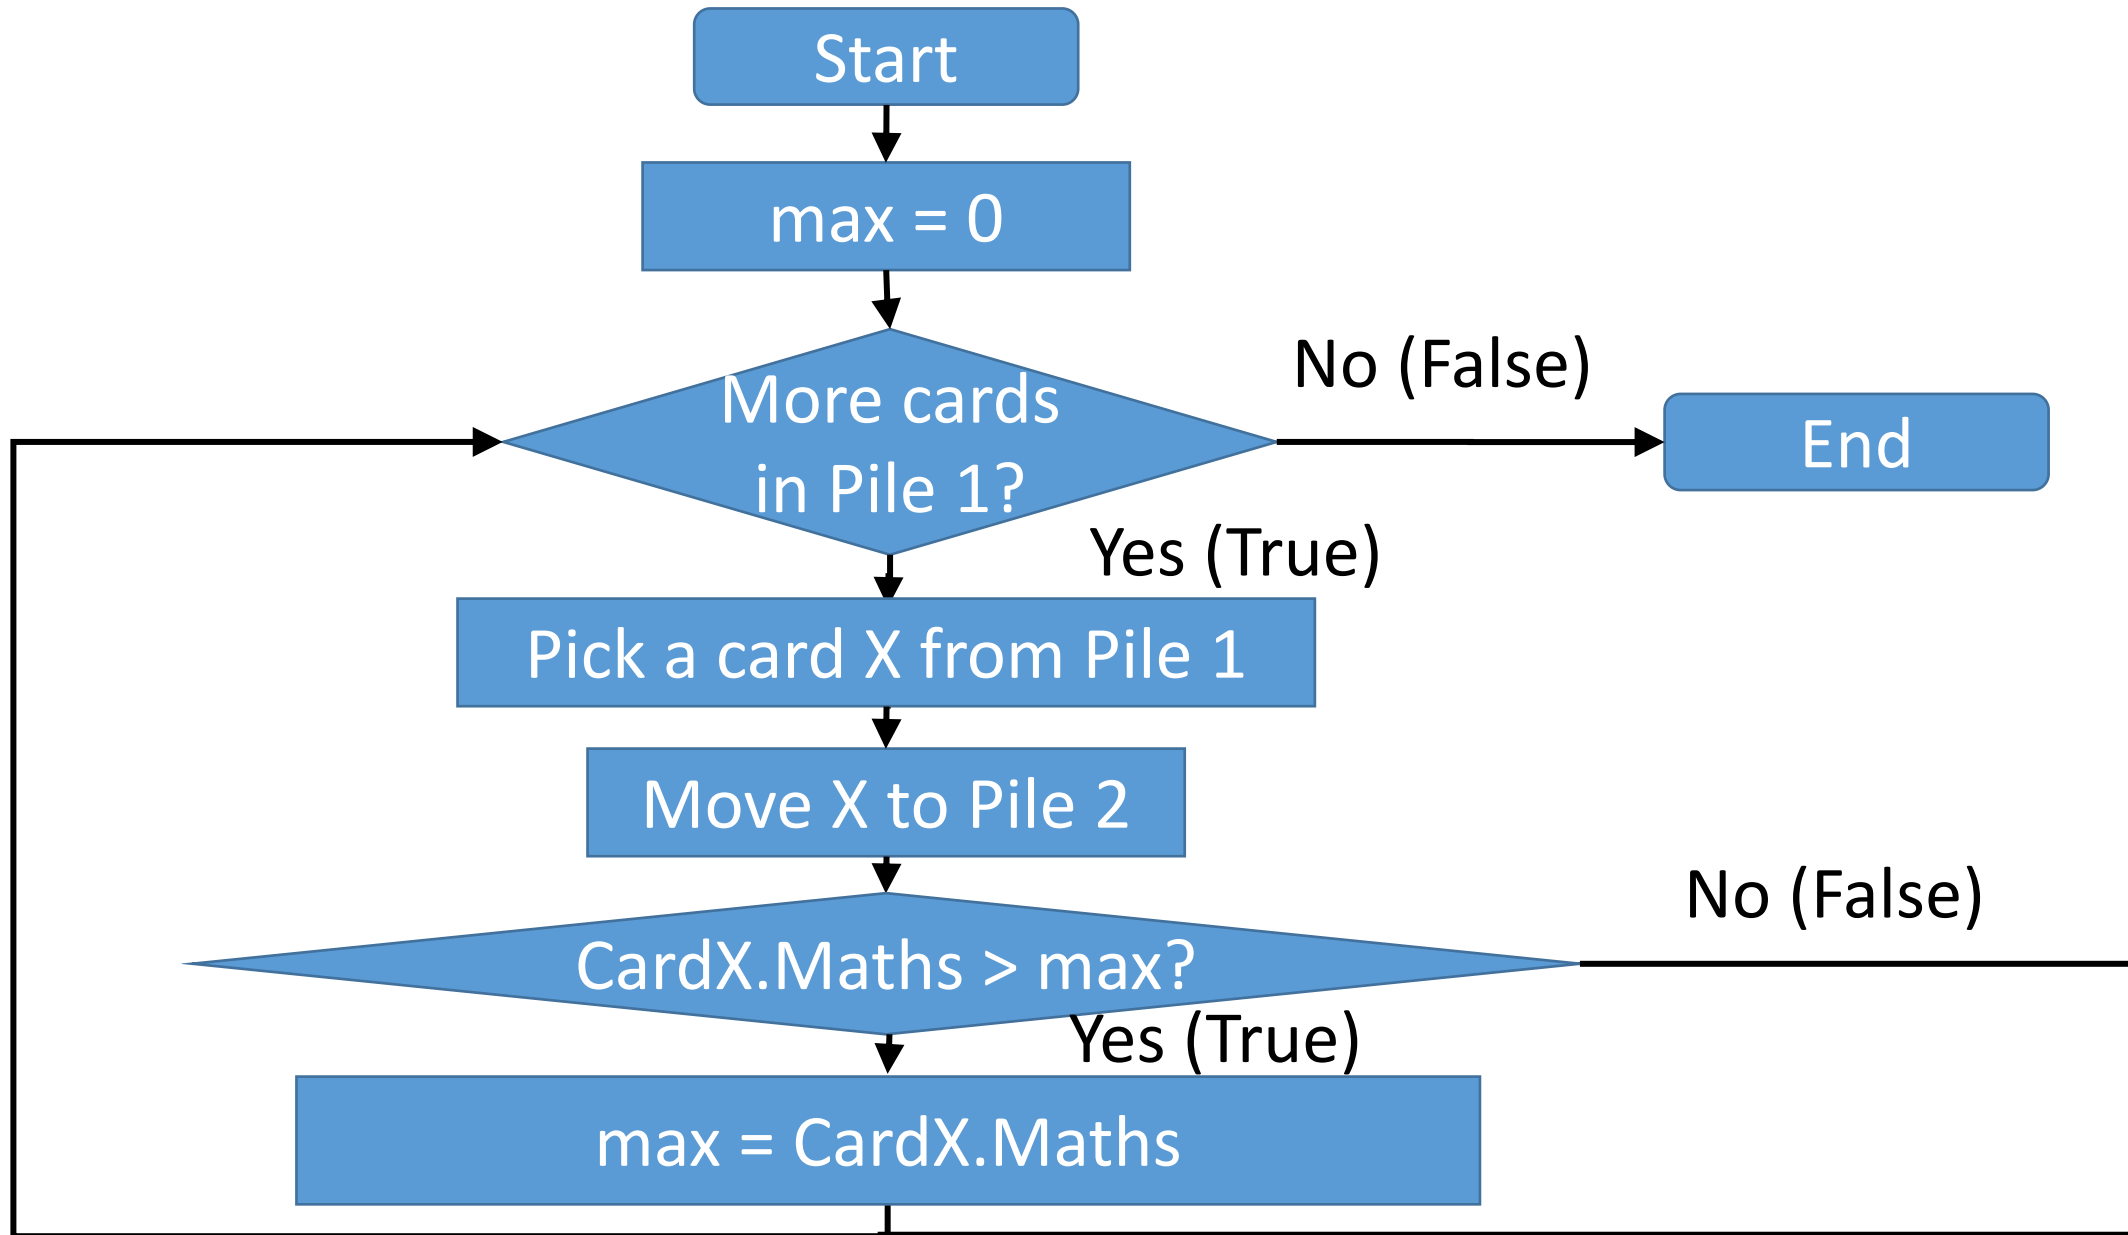 Start
max = 0
More cards
in Pile 1?
No (False)
End
Yes (True)
Pick a card X from Pile 1
Move X to Pile 2
CardX.Maths > max?
No (False)
Yes (True)
max = CardX.Maths